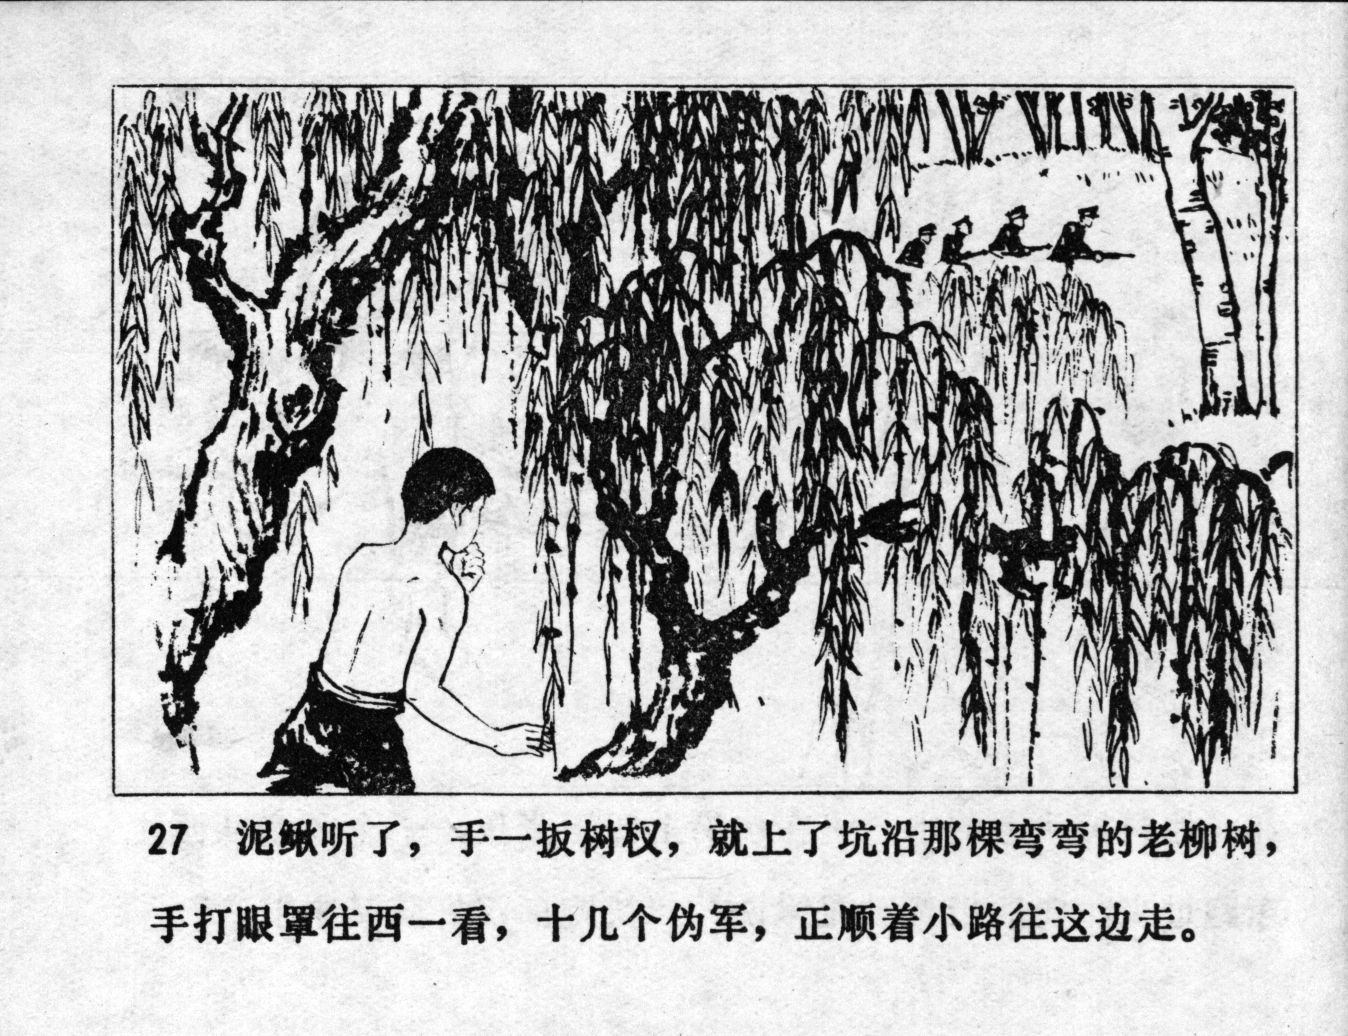 27 泥鳅听了，手一扳树杈，就上了坑沿那棵弯弯的老柳树，
手打眼罩往西一看，十几个伪军，正顺着小路往这边走。